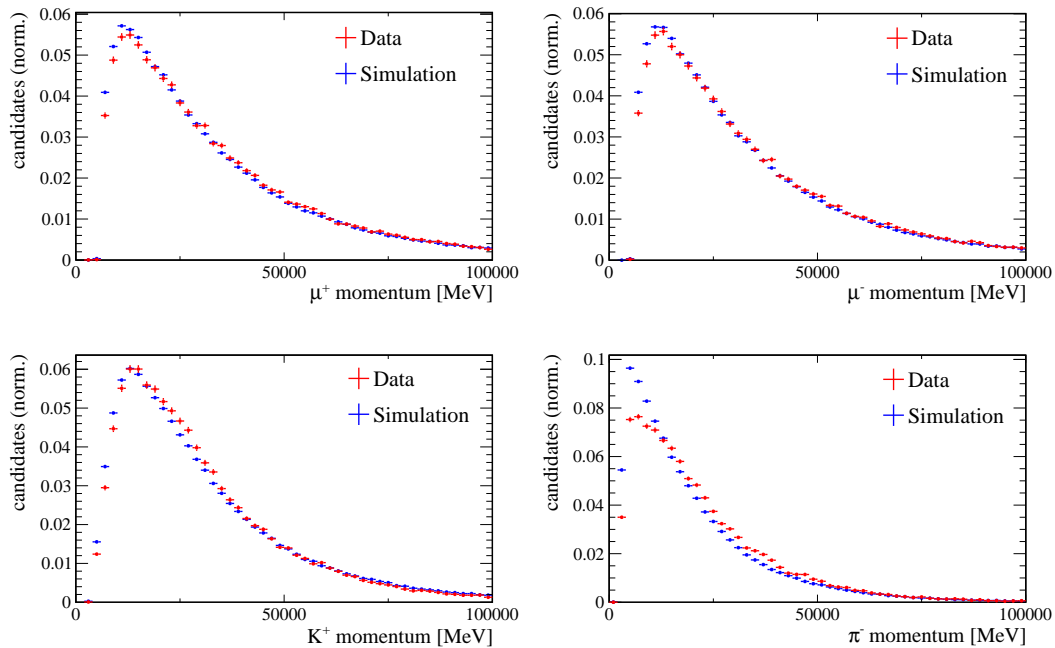 candidates (norm.)
0.06
0.05
0.04
0.03
0.02
0.01
0
Data
Simulation
0 50000 100000
μ⁺ momentum [MeV]
candidates (norm.)
0.06
0.05
0.04
0.03
0.02
0.01
0
Data
Simulation
0 50000 100000
μ⁻ momentum [MeV]
candidates (norm.)
0.06
0.05
0.04
0.03
0.02
0.01
0
Data
Simulation
0 50000 100000
K⁺ momentum [MeV]
candidates (norm.)
0.1
0.08
0.06
0.04
0.02
0
Data
Simulation
0 50000 100000
π⁻ momentum [MeV]